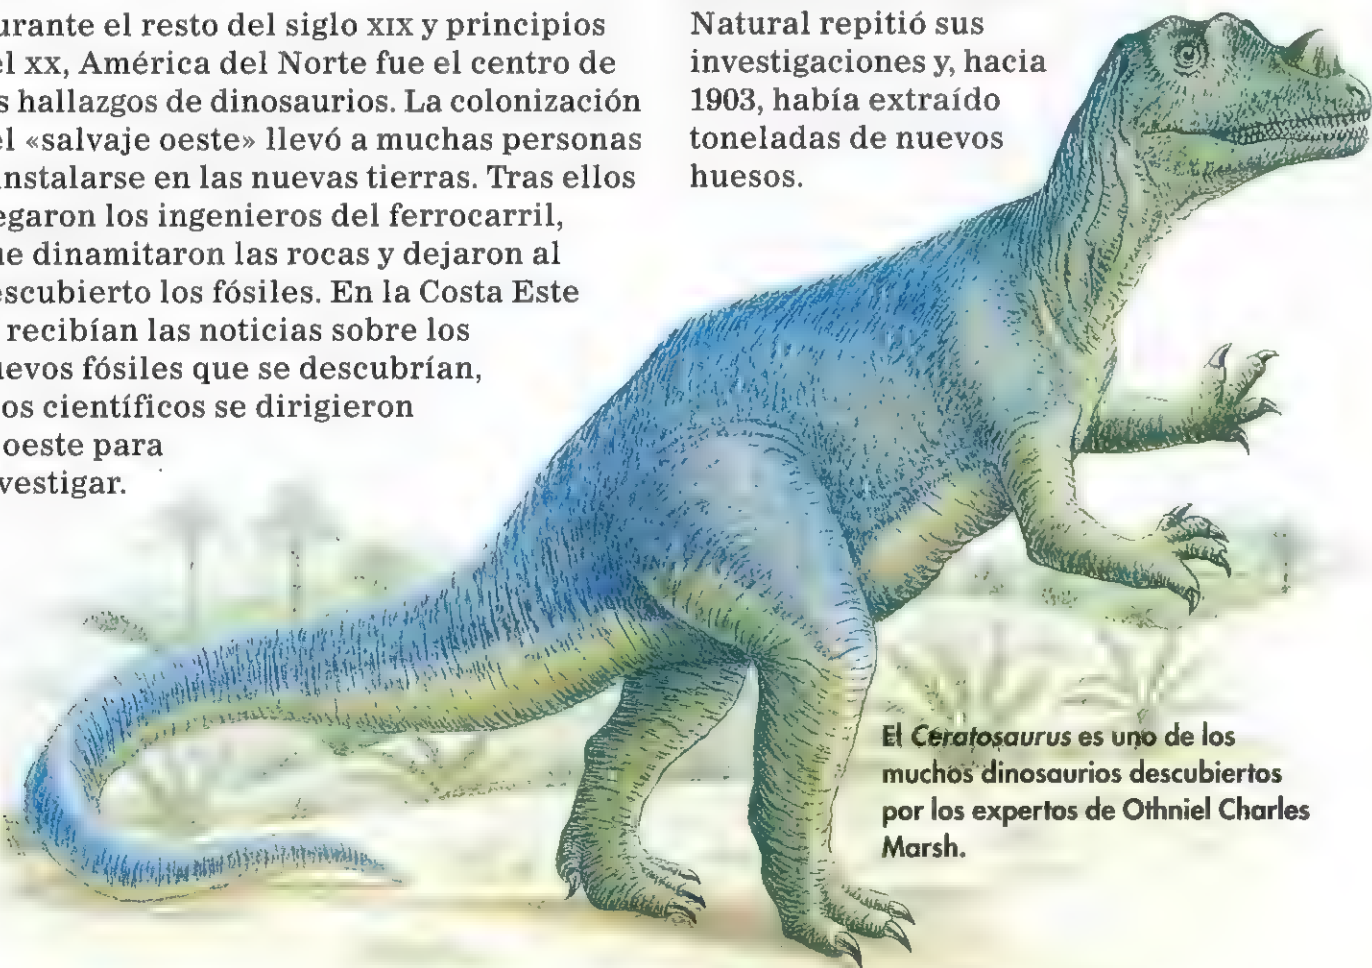 urante el resto del siglo XIX y principios
el XX, América del Norte fue el centro de
s hallazgos de dinosaurios. La colonización
el «salvaje oeste» llevó a muchas personas
instalarse en las nuevas tierras. Tras ellos
egaron los ingenieros del ferrocarril,
ue dinamitaron las rocas y dejaron al
escubierto los fósiles. En la Costa Este
recibían las noticias sobre los
uevos fósiles que se descubrían,
os científicos se dirigieron
oeste para
vestigar.
Natural repitió sus
investigaciones y, hacia
1903, había extraído
toneladas de nuevos
huesos.
El Ceratosaurus es uno de los
muchos dinosaurios descubiertos
por los expertos de Othniel Charles
Marsh.